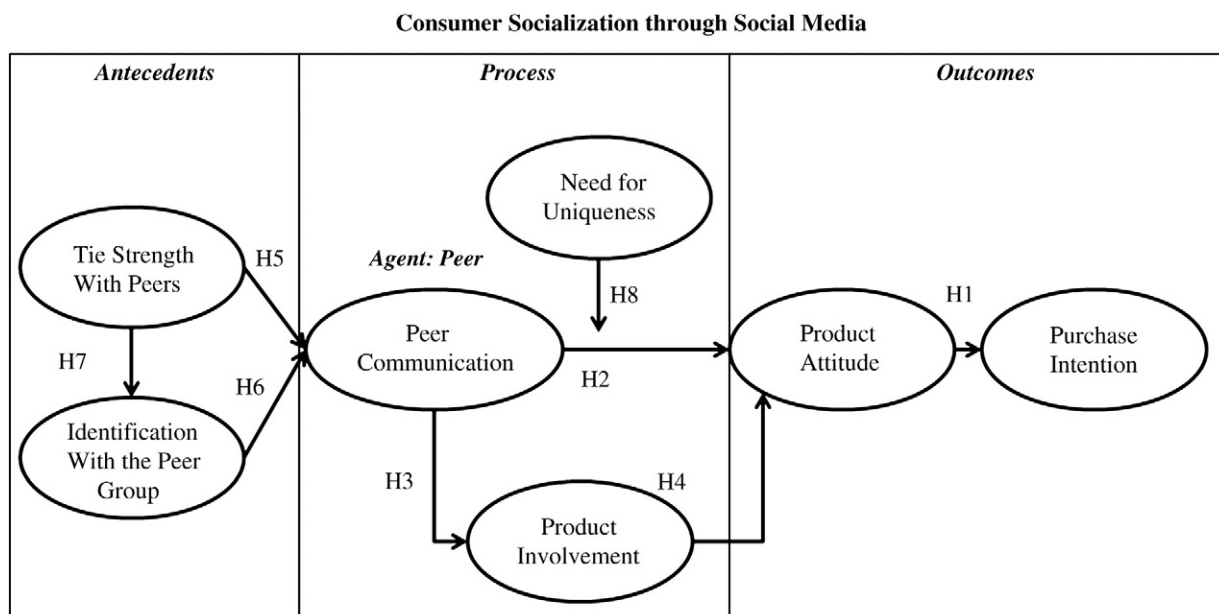 Consumer Socialization through Social Media
Antecedents
Process
Outcomes
Need for
Uniqueness
Tie Strength
With Peers
H5
Agent: Peer
H8
H1
Peer
Communication
Product
Attitude
Purchase
Intention
H7
H6
H2
Identification
With the Peer
Group
H3
H4
Product
Involvement